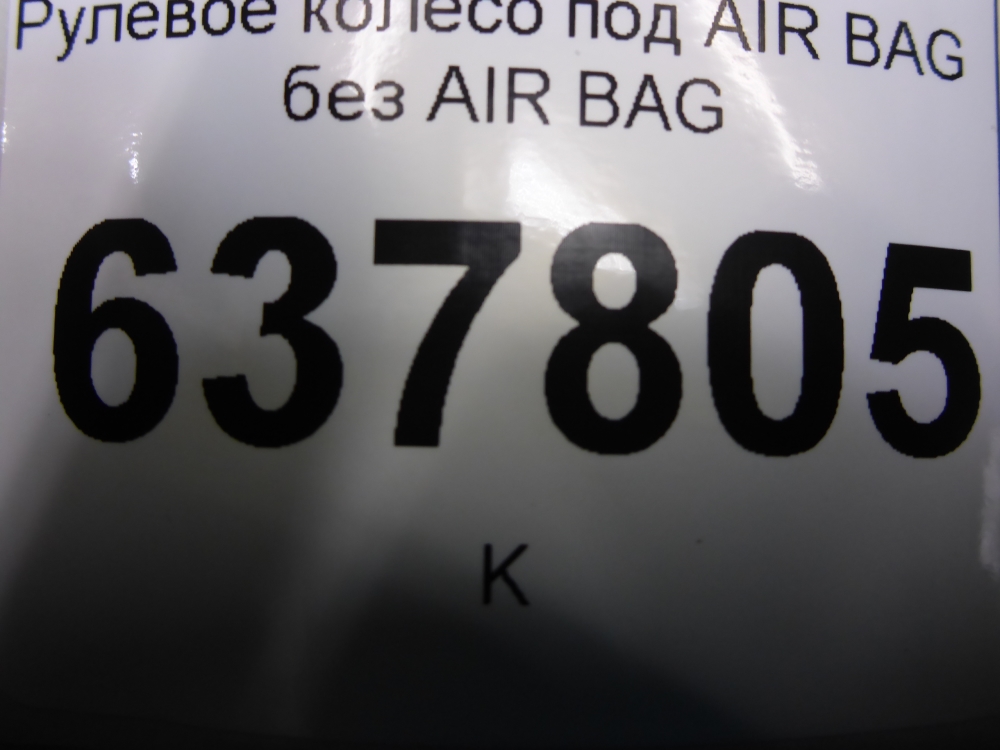 Рулевое колесо под AIR BAG
без AIR BAG
637805
К